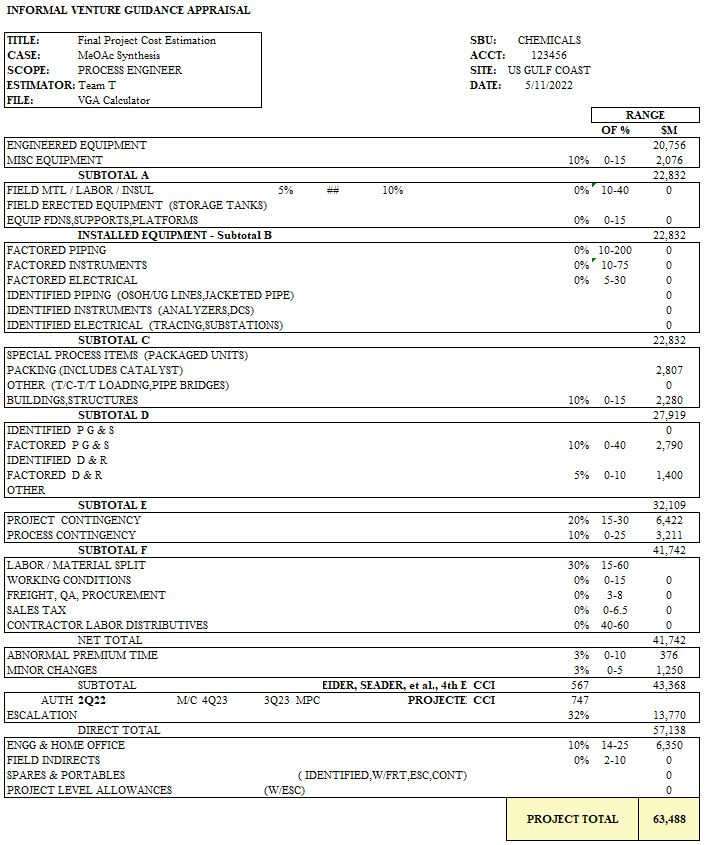 INFORMAL VENTURE GUIDANCE APPRAISAL
TITLE: Final Project Cost Estimation SBU: CHEMICALS
CASE: MeOAc Synthesis ACCT: 123456
SCOPE: PROCESS ENGINEER SITE: US GULF COAST
ESTIMATOR: Team T DATE: 5/11/2022
FILE: VGA Calculator
RANGE
OF % $M
ENGINEERED EQUIPMENT 20,756
MISC EQUIPMENT 10% 0-15 2,076
SUBTOTAL A 22,832
FIELD MTL / LABOR / INSUL 5% ## 10% 0% 10-40 0
FIELD ERECTED EQUIPMENT (STORAGE TANKS)
EQUIP FDNS,SUPPORTS,PLATFORMS 0% 0-15 0
INSTALLED EQUIPMENT - Subtotal B 22,832
FACTORED PIPING 0% 10-200 0
FACTORED INSTRUMENTS 0% 10-75 0
FACTORED ELECTRICAL 0% 5-30 0
IDENTIFIED PIPING (OSOH/UG LINES,JACKETED PIPE) 0
IDENTIFIED INSTRUMENTS (ANALYZERS,DCS) 0
IDENTIFIED ELECTRICAL (TRACING,SUBSTATIONS) 0
SUBTOTAL C 22,832
SPECIAL PROCESS ITEMS (PACKAGED UNITS)
PACKING (INCLUDES CATALYST) 2,807
OTHER (T/C-T/T LOADING,PIPE BRIDGES) 0
BUILDINGS,STRUCTURES 10% 0-15 2,280
SUBTOTAL D 27,919
IDENTIFIED P G & S 0
FACTORED P G & S 10% 0-40 2,790
IDENTIFIED D & R
FACTORED D & R 5% 0-10 1,400
OTHER
SUBTOTAL E 32,109
PROJECT CONTINGENCY 20% 15-30 6,422
PROCESS CONTINGENCY 10% 0-25 3,211
SUBTOTAL F 41,742
LABOR / MATERIAL SPLIT 30% 15-60
WORKING CONDITIONS 0% 0-15 0
FREIGHT, QA, PROCUREMENT 0% 3-8 0
SALES TAX 0% 0-6.5 0
CONTRACTOR LABOR DISTRIBUTIVES 0% 40-60 0
NET TOTAL 41,742
ABNORMAL PREMIUM TIME 3% 0-10 376
MINOR CHANGES 3% 0-5 1,250
SUBTOTAL EIDER, SEADER, et al., 4th E CCI 567 43,368
AUTH 2Q22 M/C 4Q23 3Q23 MPC PROJECTE CCI 747
ESCALATION 32% 13,770
DIRECT TOTAL 57,138
ENGG & HOME OFFICE 10% 14-25 6,350
FIELD INDIRECTS 0% 2-10 0
SPARES & PORTABLES ( IDENTIFIED,W/FRT,ESC,CONT) 0
PROJECT LEVEL ALLOWANCES (W/ESC) 0
PROJECT TOTAL 63,488